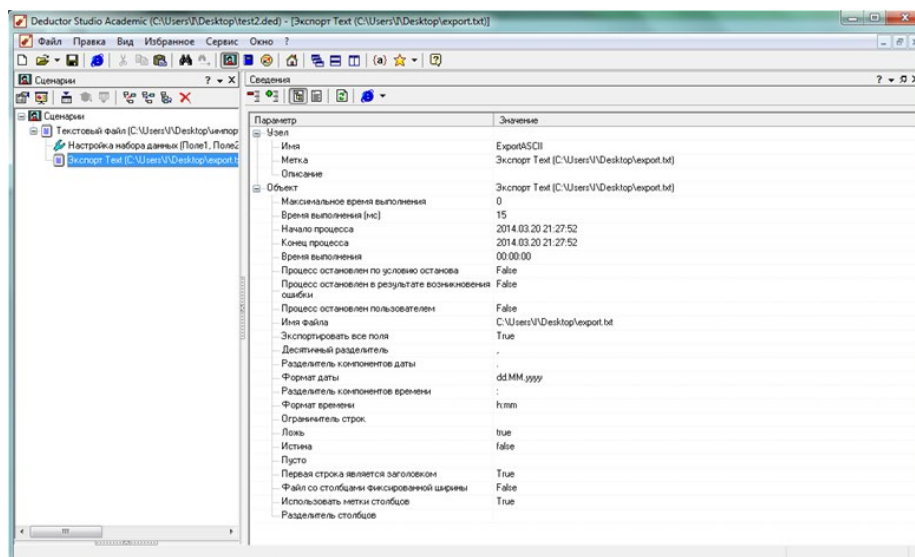 Deductor Studio Academic (C:\Users\I\Desktop\test2.ded) - [Экспорт Text (C:\Users\I\Desktop\export.txt)]
Файл Правка Вид Избранное Сервис Окно ?
Сценарии
Сведения
Сценарии
Текстовый файл (C:\Users\I\Desktop\импор
Настройка набора данных (Поле1, Поле2
Экспорт Text (C:\Users\I\Desktop\export.t
Параметр Значение
Узел
Имя ExportASCII
Метка Экспорт Text (C:\Users\I\Desktop\export.txt)
Описание
Объект Экспорт Text (C:\Users\I\Desktop\export.txt)
Максимальное время выполнения 0
Время выполнения (мс) 15
Начало процесса 2014.03.20 21:27:52
Конец процесса 2014.03.20 21:27:52
Время выполнения 00:00:00
Процесс остановлен по условию останова False
Процесс остановлен в результате возникновения False
ошибки
Процесс остановлен пользователем False
Имя файла C:\Users\I\Desktop\export.txt
Экспортировать все поля True
Десятичный разделитель ,
Разделитель компонентов даты .
Формат даты dd.MM.yyyy
Разделитель компонентов времени :
Формат времени h:mm
Ограничитель строк
Ложь true
Истина false
Пусто
Первая строка является заголовком True
Файл со столбцами фиксированной ширины False
Использовать метки столбцов True
Разделитель столбцов